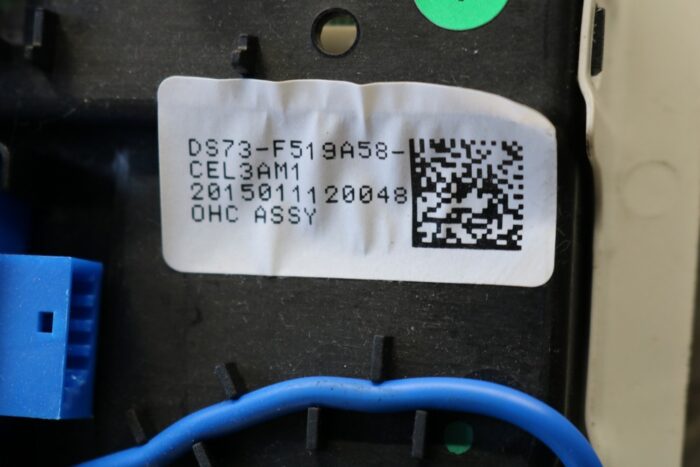 DS73-F519A58-
CEL3AM1
2015011120048
OHC ASSY